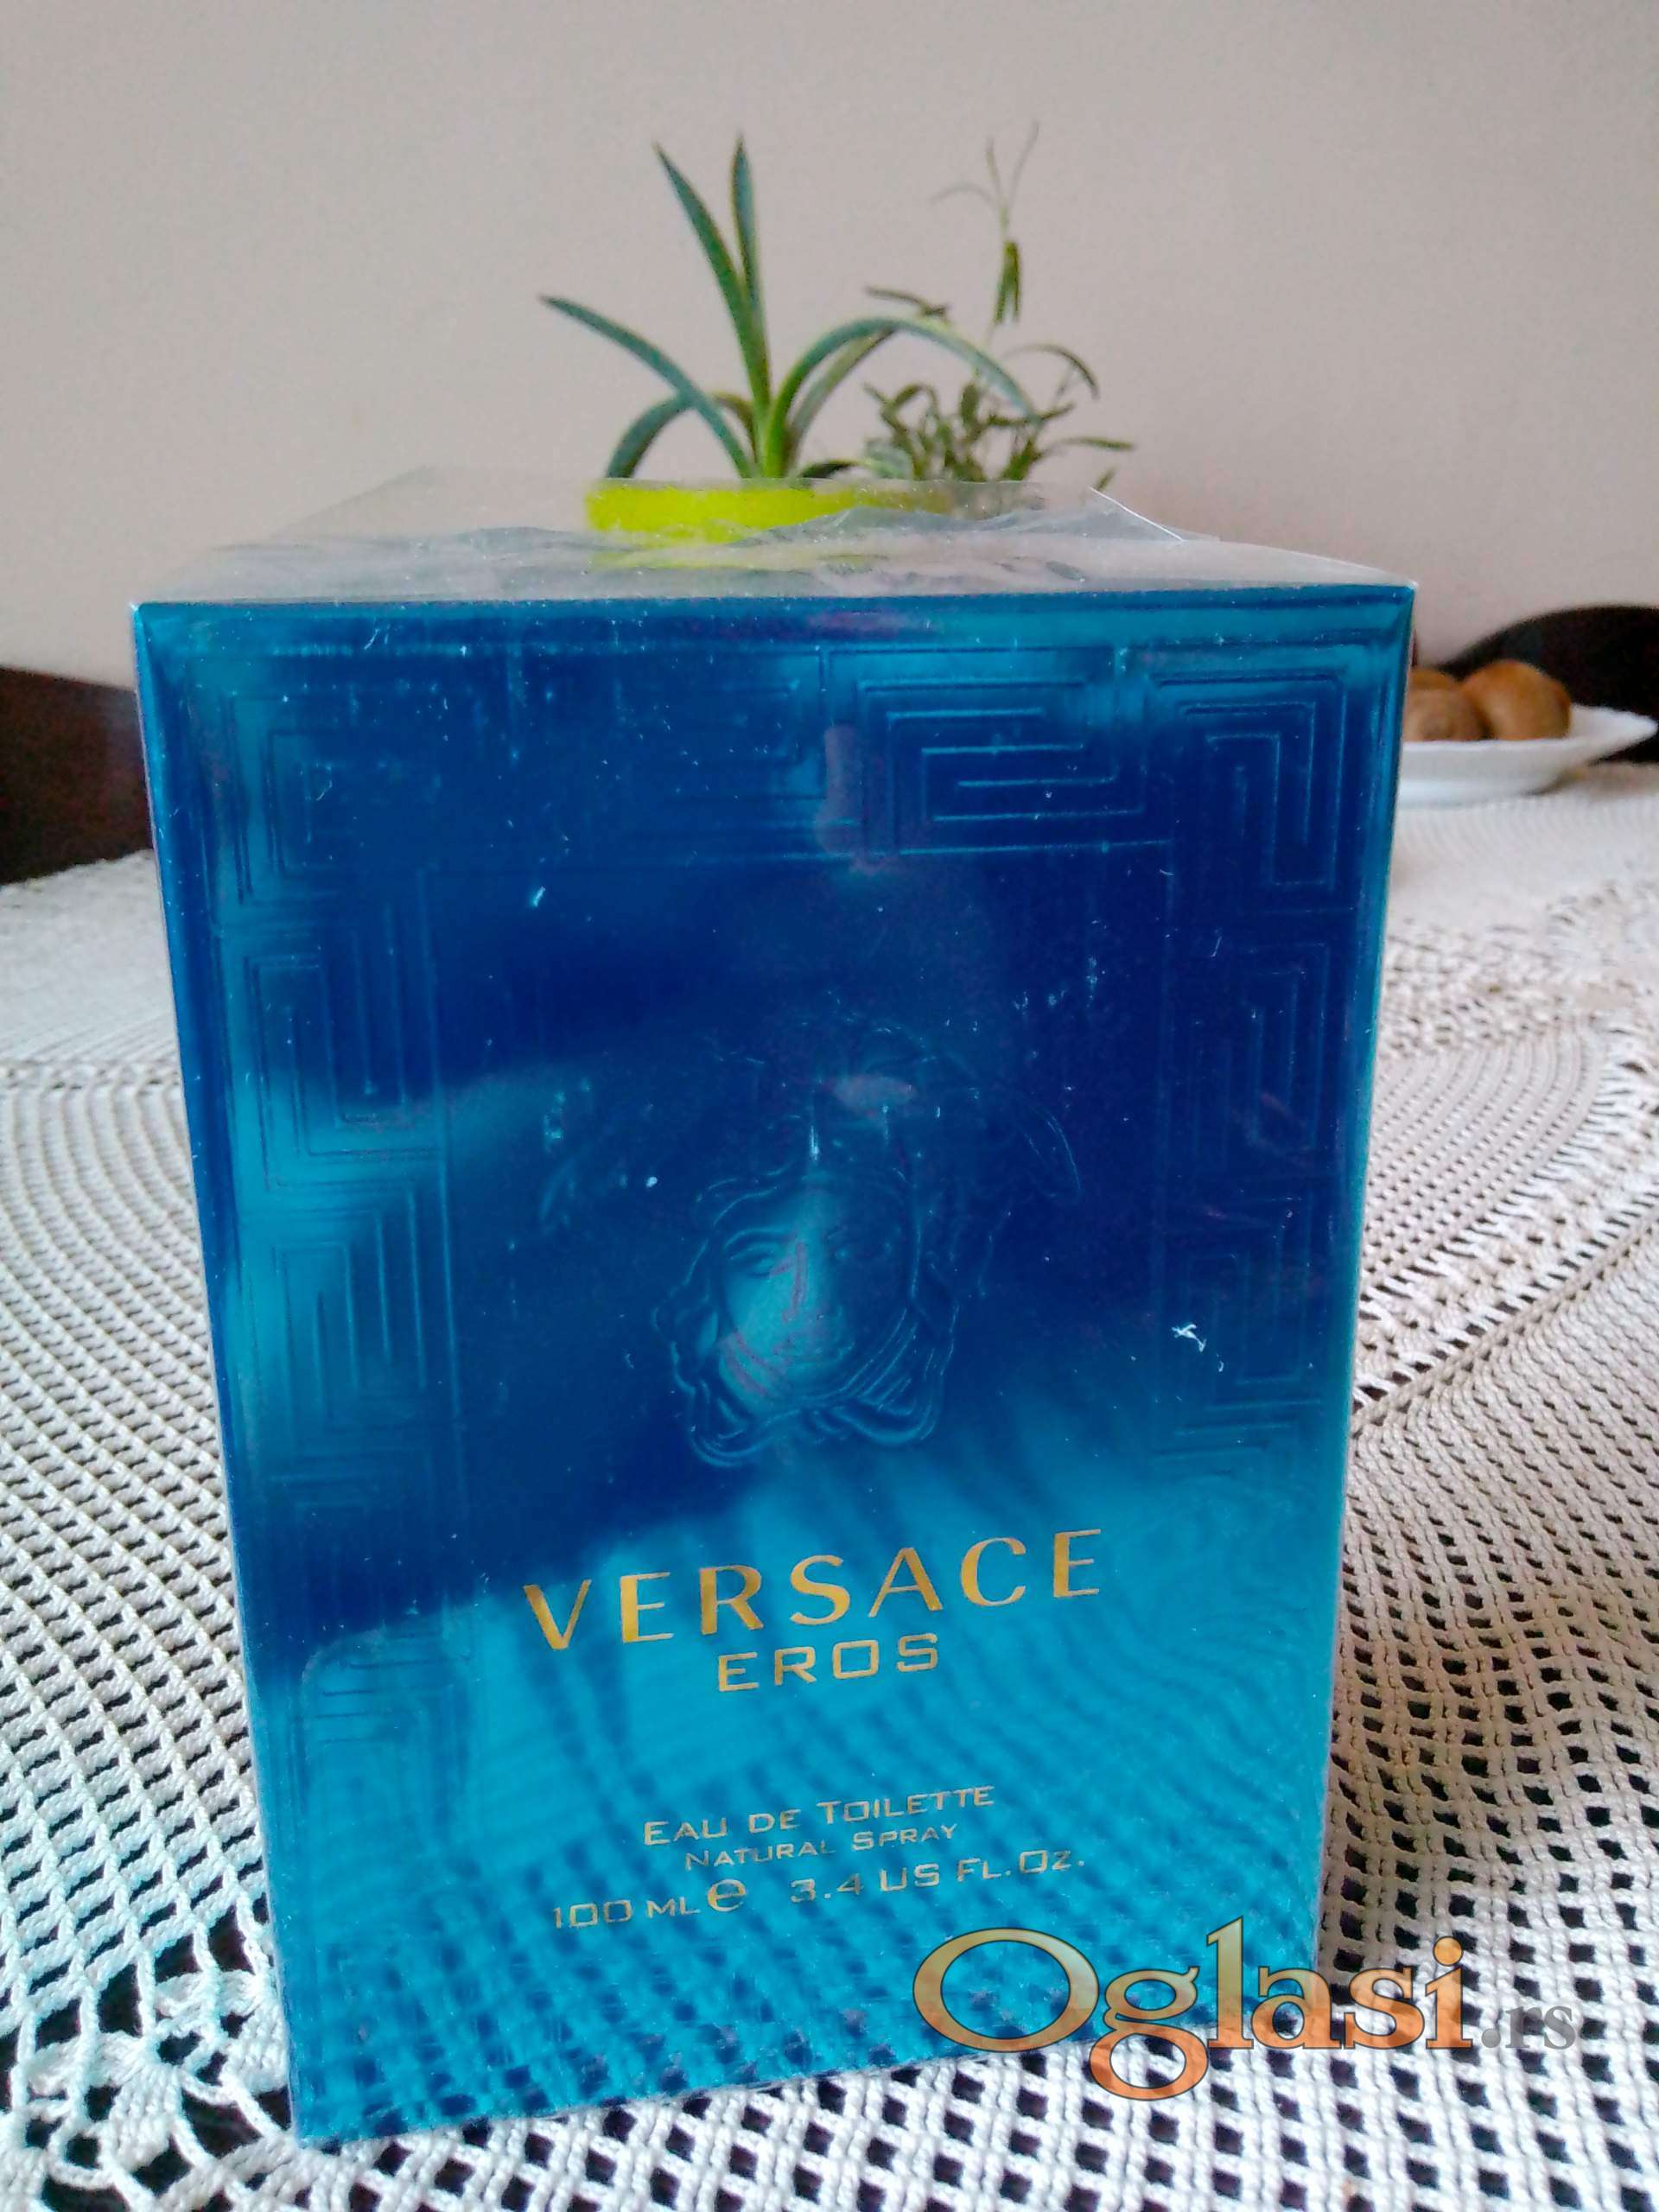 VERSACE
EROS
EAU DE TOILETTE
NATURAL SPRAY
100 ML e 3.4 US FL.OZ.
Oglasi.rs